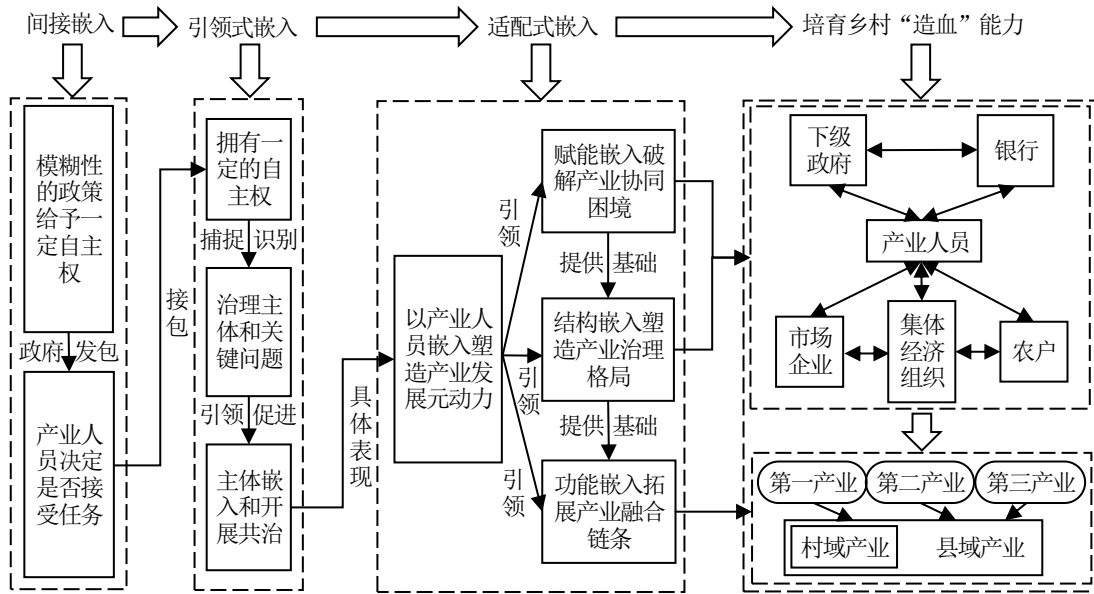 间接嵌入
引领式嵌入
适配式嵌入
培育乡村“造血”能力
模糊性
的政策
给予一
定自主
权
政府 发包
产业人
员决定
是否接
受任务
接包
拥有一
定的自
主权
捕捉 识别
治理主
体和关
键问题
引领 促进
主体嵌
入和开
展共治
具体表现
以产业人
员嵌入塑
造产业发
展元动力
引领
引领
引领
赋能嵌入破
解产业协同
困境
提供 基础
结构嵌入塑
造产业治理
格局
提供 基础
功能嵌入拓
展产业融合
链条
下级
政府
银行
产业人员
市场
企业
集体
经济
组织
农户
第一产业
第二产业
第三产业
村域产业
县域产业